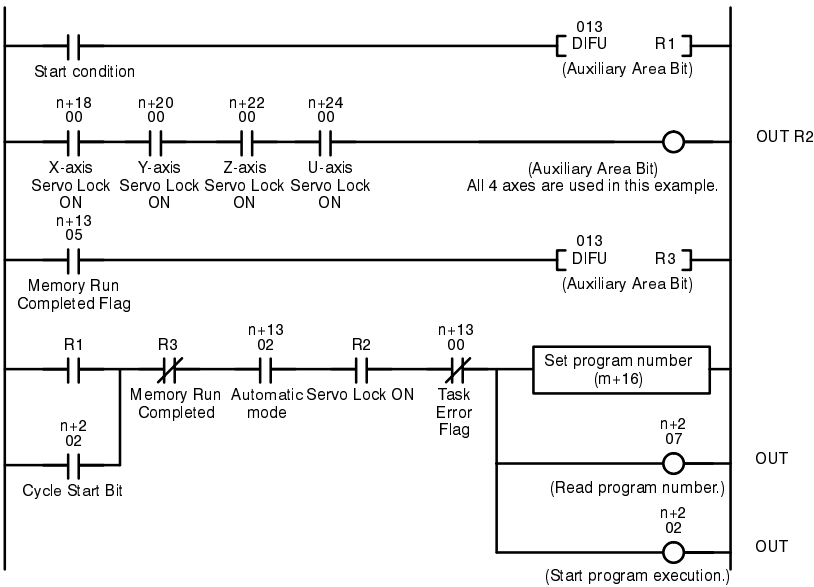 013
DIFU R1
Start condition
(Auxiliary Area Bit)
n+18 n+20 n+22 n+24
00 00 00 00
OUT R2
X-axis Y-axis Z-axis U-axis
Servo Lock Servo Lock Servo Lock Servo Lock
ON ON ON ON
(Auxiliary Area Bit)
All 4 axes are used in this example.
n+13
05
013
DIFU R3
Memory Run
Completed Flag
(Auxiliary Area Bit)
n+13 n+13
R1 R3 02 R2 00
Set program number
(m+16)
Memory Run Automatic Servo Lock ON Task
Completed mode Error
Flag
n+2
02
Cycle Start Bit
n+2
07
OUT
(Read program number.)
n+2
02
OUT
(Start program execution.)